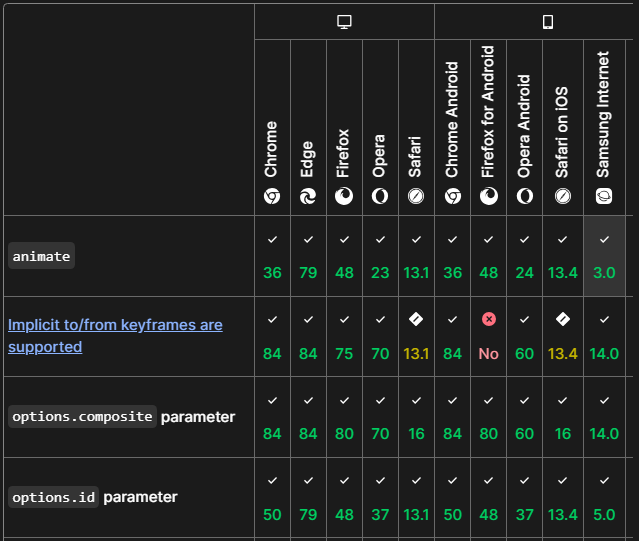 Chrome Edge Firefox Opera Safari Chrome Android Firefox for Android Opera Android Safari on iOS Samsung Internet
animate
36 79 48 23 13.1 36 48 24 13.4 3.0
Implicit to/from keyframes are
supported
84 84 75 70 13.1 84 No 60 13.4 14.0
options.composite parameter
84 84 80 70 16 84 80 60 16 14.0
options.id parameter
50 79 48 37 13.1 50 48 37 13.4 5.0